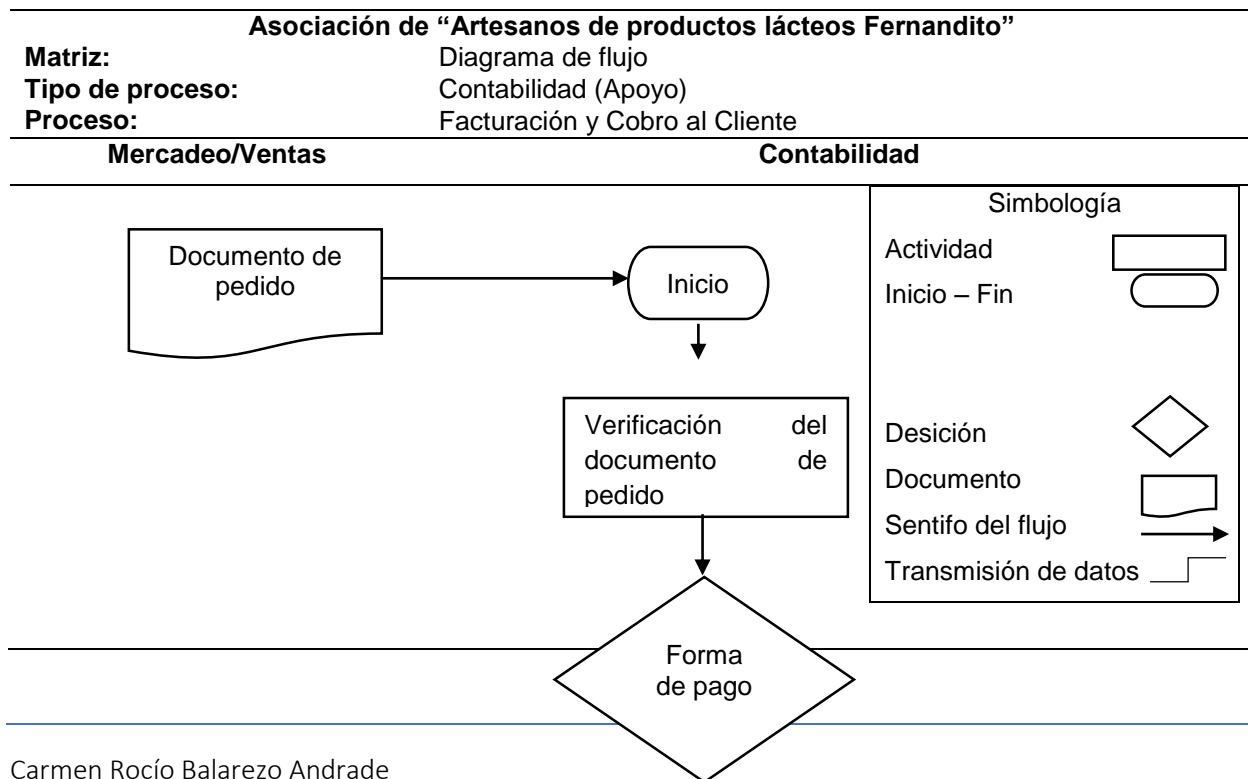 Asociación de “Artesanos de productos lácteos Fernandito”
Matriz: Diagrama de flujo
Tipo de proceso: Contabilidad (Apoyo)
Proceso: Facturación y Cobro al Cliente
Mercadeo/Ventas Contabilidad
Documento de
pedido
Inicio
Verificación del
documento de
pedido
Forma
de pago
Simbología
Actividad
Inicio – Fin
Desición
Documento
Sentifo del flujo
Transmisión de datos
Carmen Rocío Balarezo Andrade